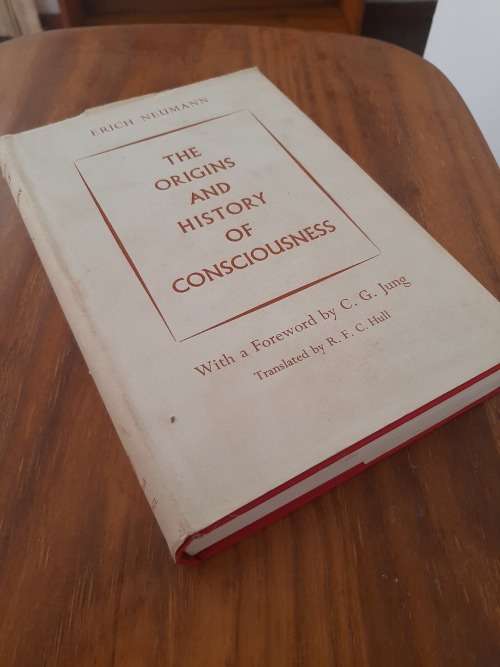 ERICH NEUMANN
THE
ORIGINS
AND
HISTORY
OF
CONSCIOUSNESS
With a Foreword by C. G. Jung
Translated by R. F. C. Hull